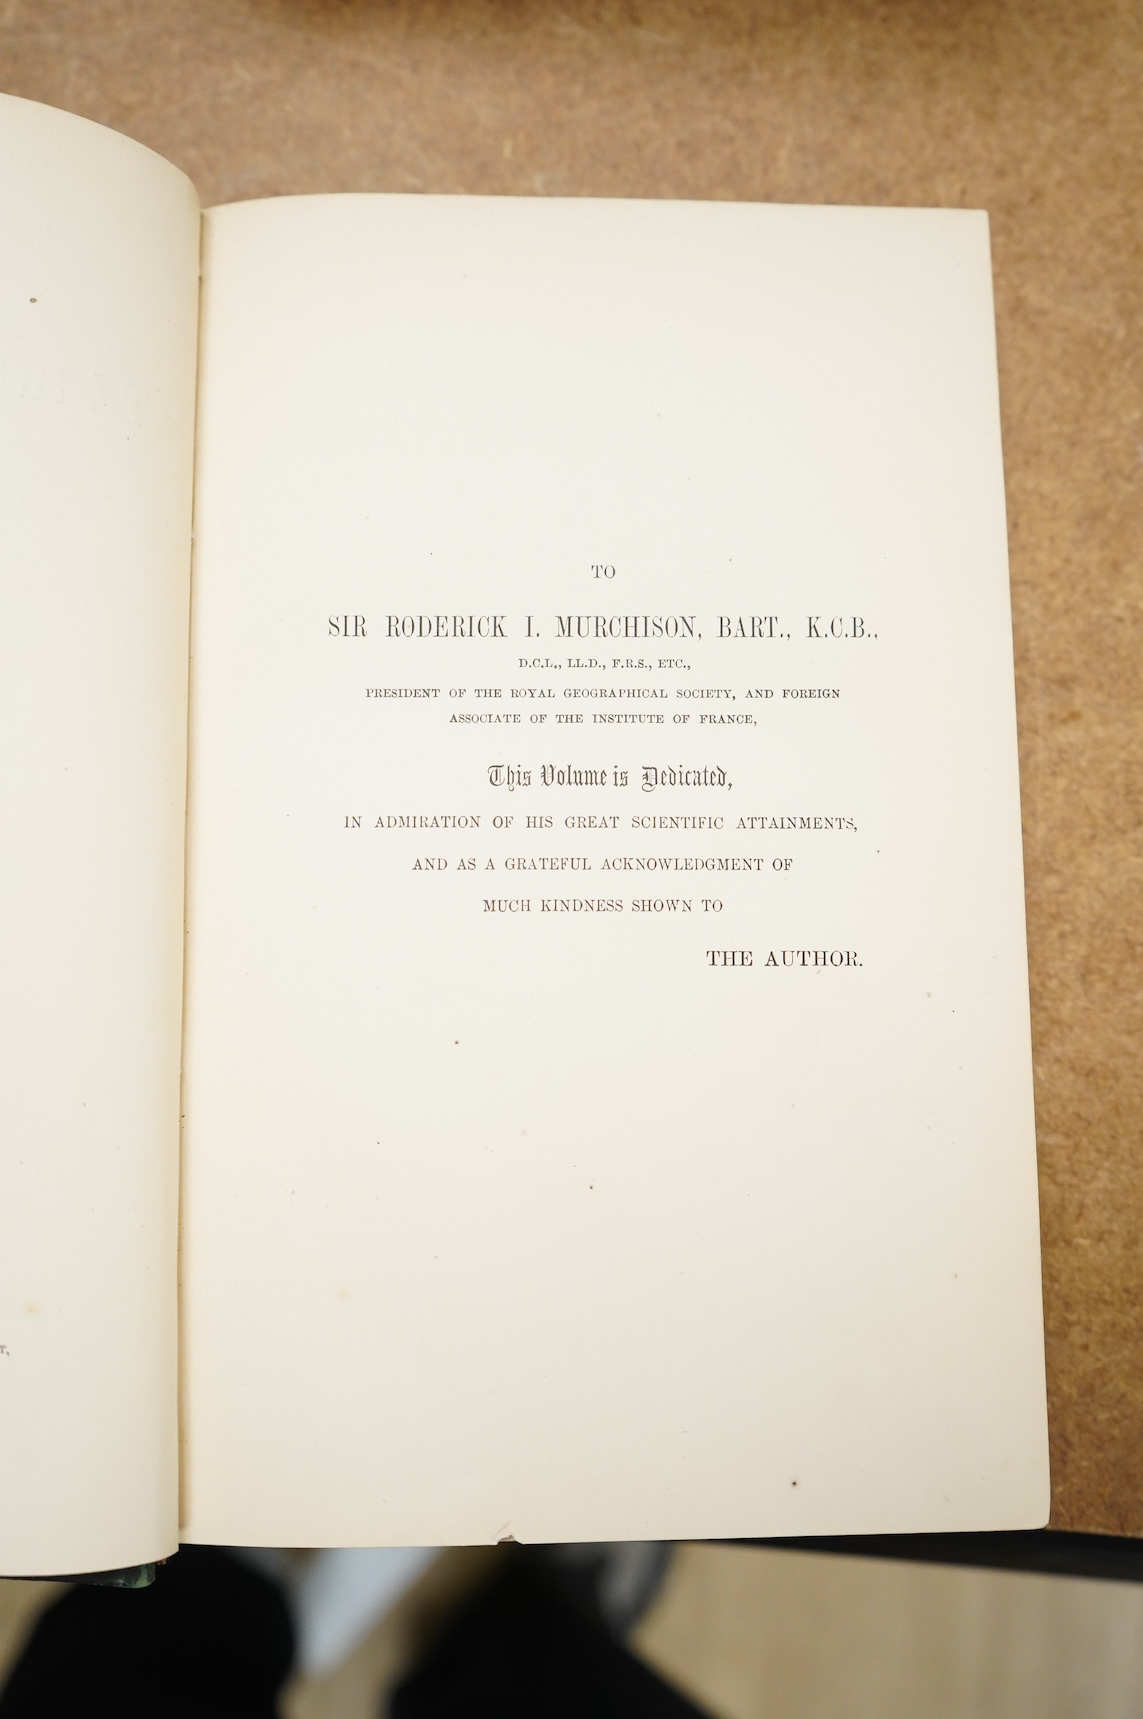 TO
SIR RODERICK I. MURCHISON, BART., K.C.B.,
D.C.L., LL.D., F.R.S., ETC.,
PRESIDENT OF THE ROYAL GEOGRAPHICAL SOCIETY, AND FOREIGN
ASSOCIATE OF THE INSTITUTE OF FRANCE,
This Volume is Dedicated,
IN ADMIRATION OF HIS GREAT SCIENTIFIC ATTAINMENTS,
AND AS A GRATEFUL ACKNOWLEDGMENT OF
MUCH KINDNESS SHOWN TO
THE AUTHOR.